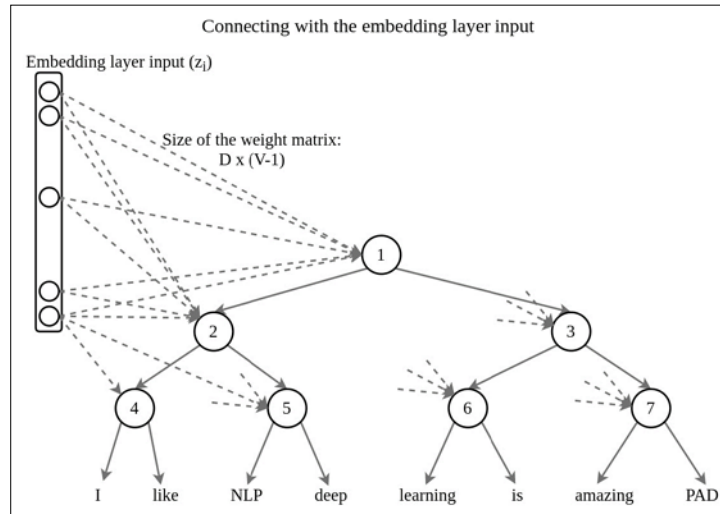 Connecting with the embedding layer input
Embedding layer input (zi)
Size of the weight matrix:
D x (V-1)
1
2
3
4
5
6
7
I like NLP deep learning is amazing PAD